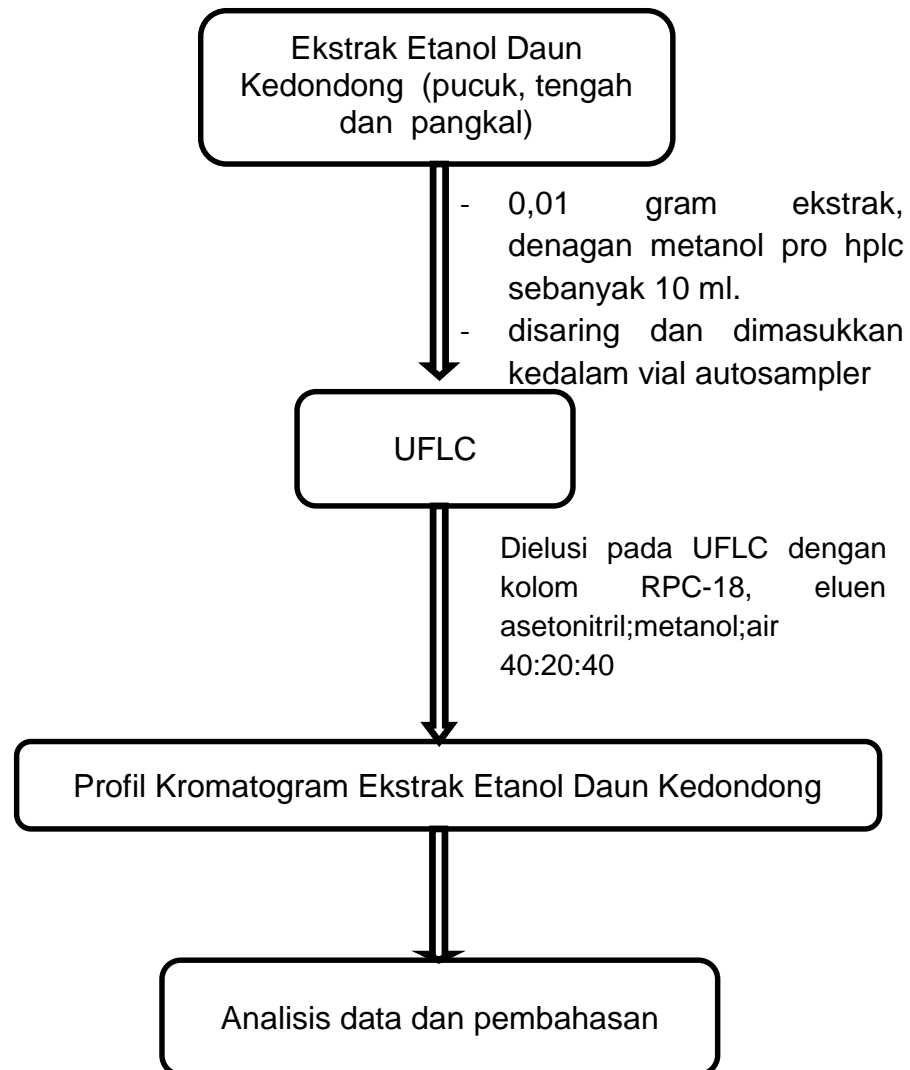 Ekstrak Etanol Daun
Kedondong (pucuk, tengah
dan pangkal)
- 0,01 gram ekstrak,
denagan metanol pro hplc
sebanyak 10 ml.
- disaring dan dimasukkan
kedalam vial autosampler
UFLC
Dielusi pada UFLC dengan
kolom RPC-18, eluen
asetonitril;metanol;air
40:20:40
Profil Kromatogram Ekstrak Etanol Daun Kedondong
Analisis data dan pembahasan